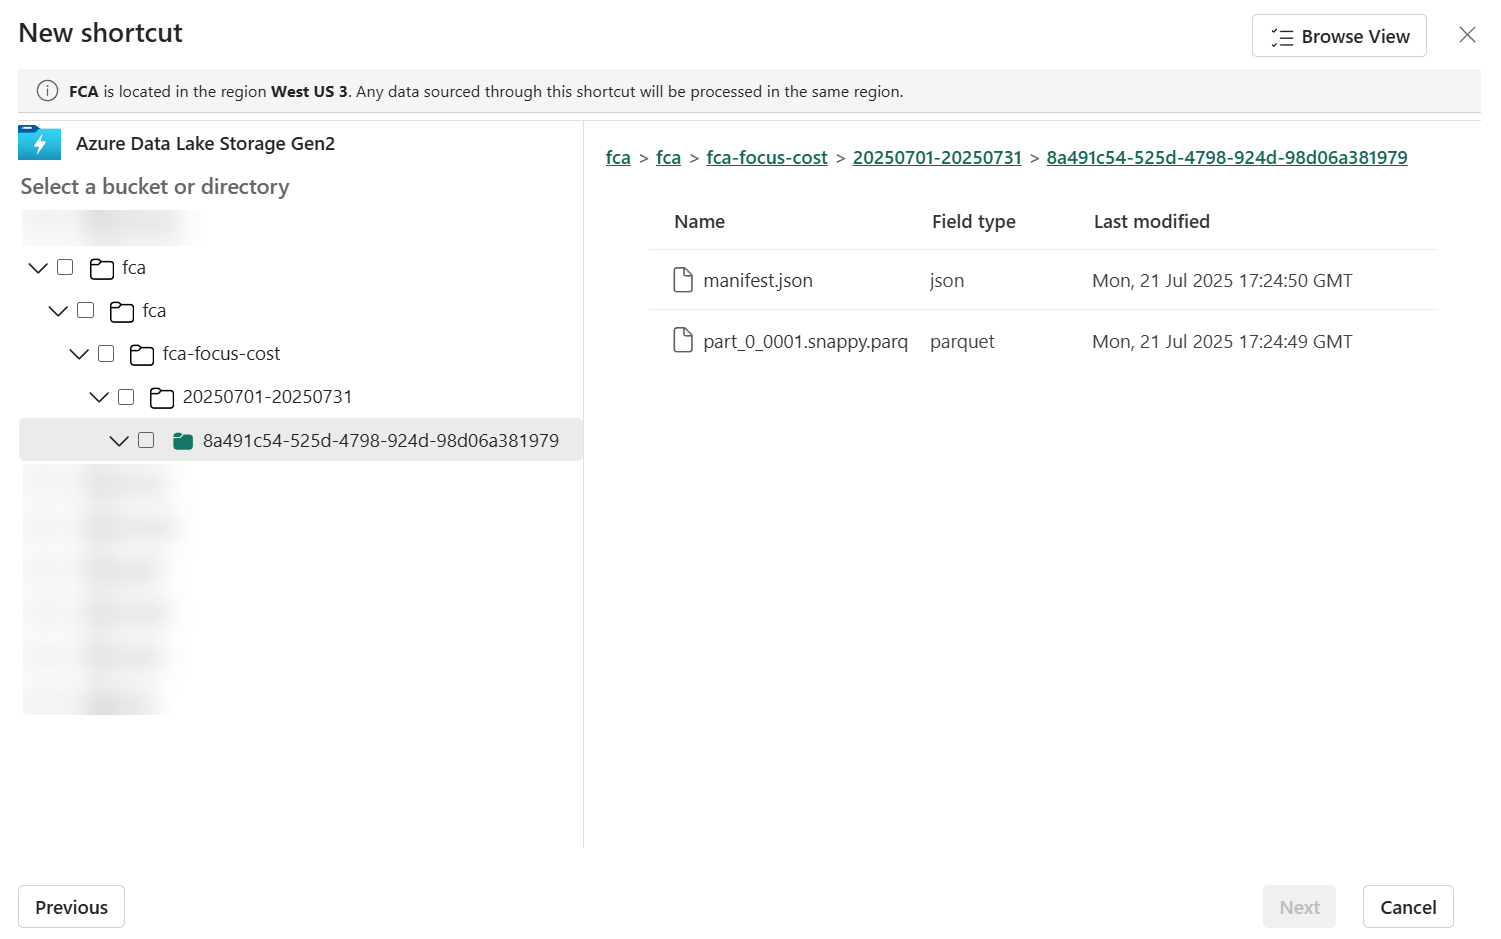 New shortcut
Browse View
FCA is located in the region West US 3. Any data sourced through this shortcut will be processed in the same region.
Azure Data Lake Storage Gen2
Select a bucket or directory
fca
fca
fca-focus-cost
20250701-20250731
8a491c54-525d-4798-924d-98d06a381979
fca > fca > fca-focus-cost > 20250701-20250731 > 8a491c54-525d-4798-924d-98d06a381979
Name Field type Last modified
manifest.json json Mon, 21 Jul 2025 17:24:50 GMT
part_0_0001.snappy.parq parquet Mon, 21 Jul 2025 17:24:49 GMT
Previous
Next
Cancel